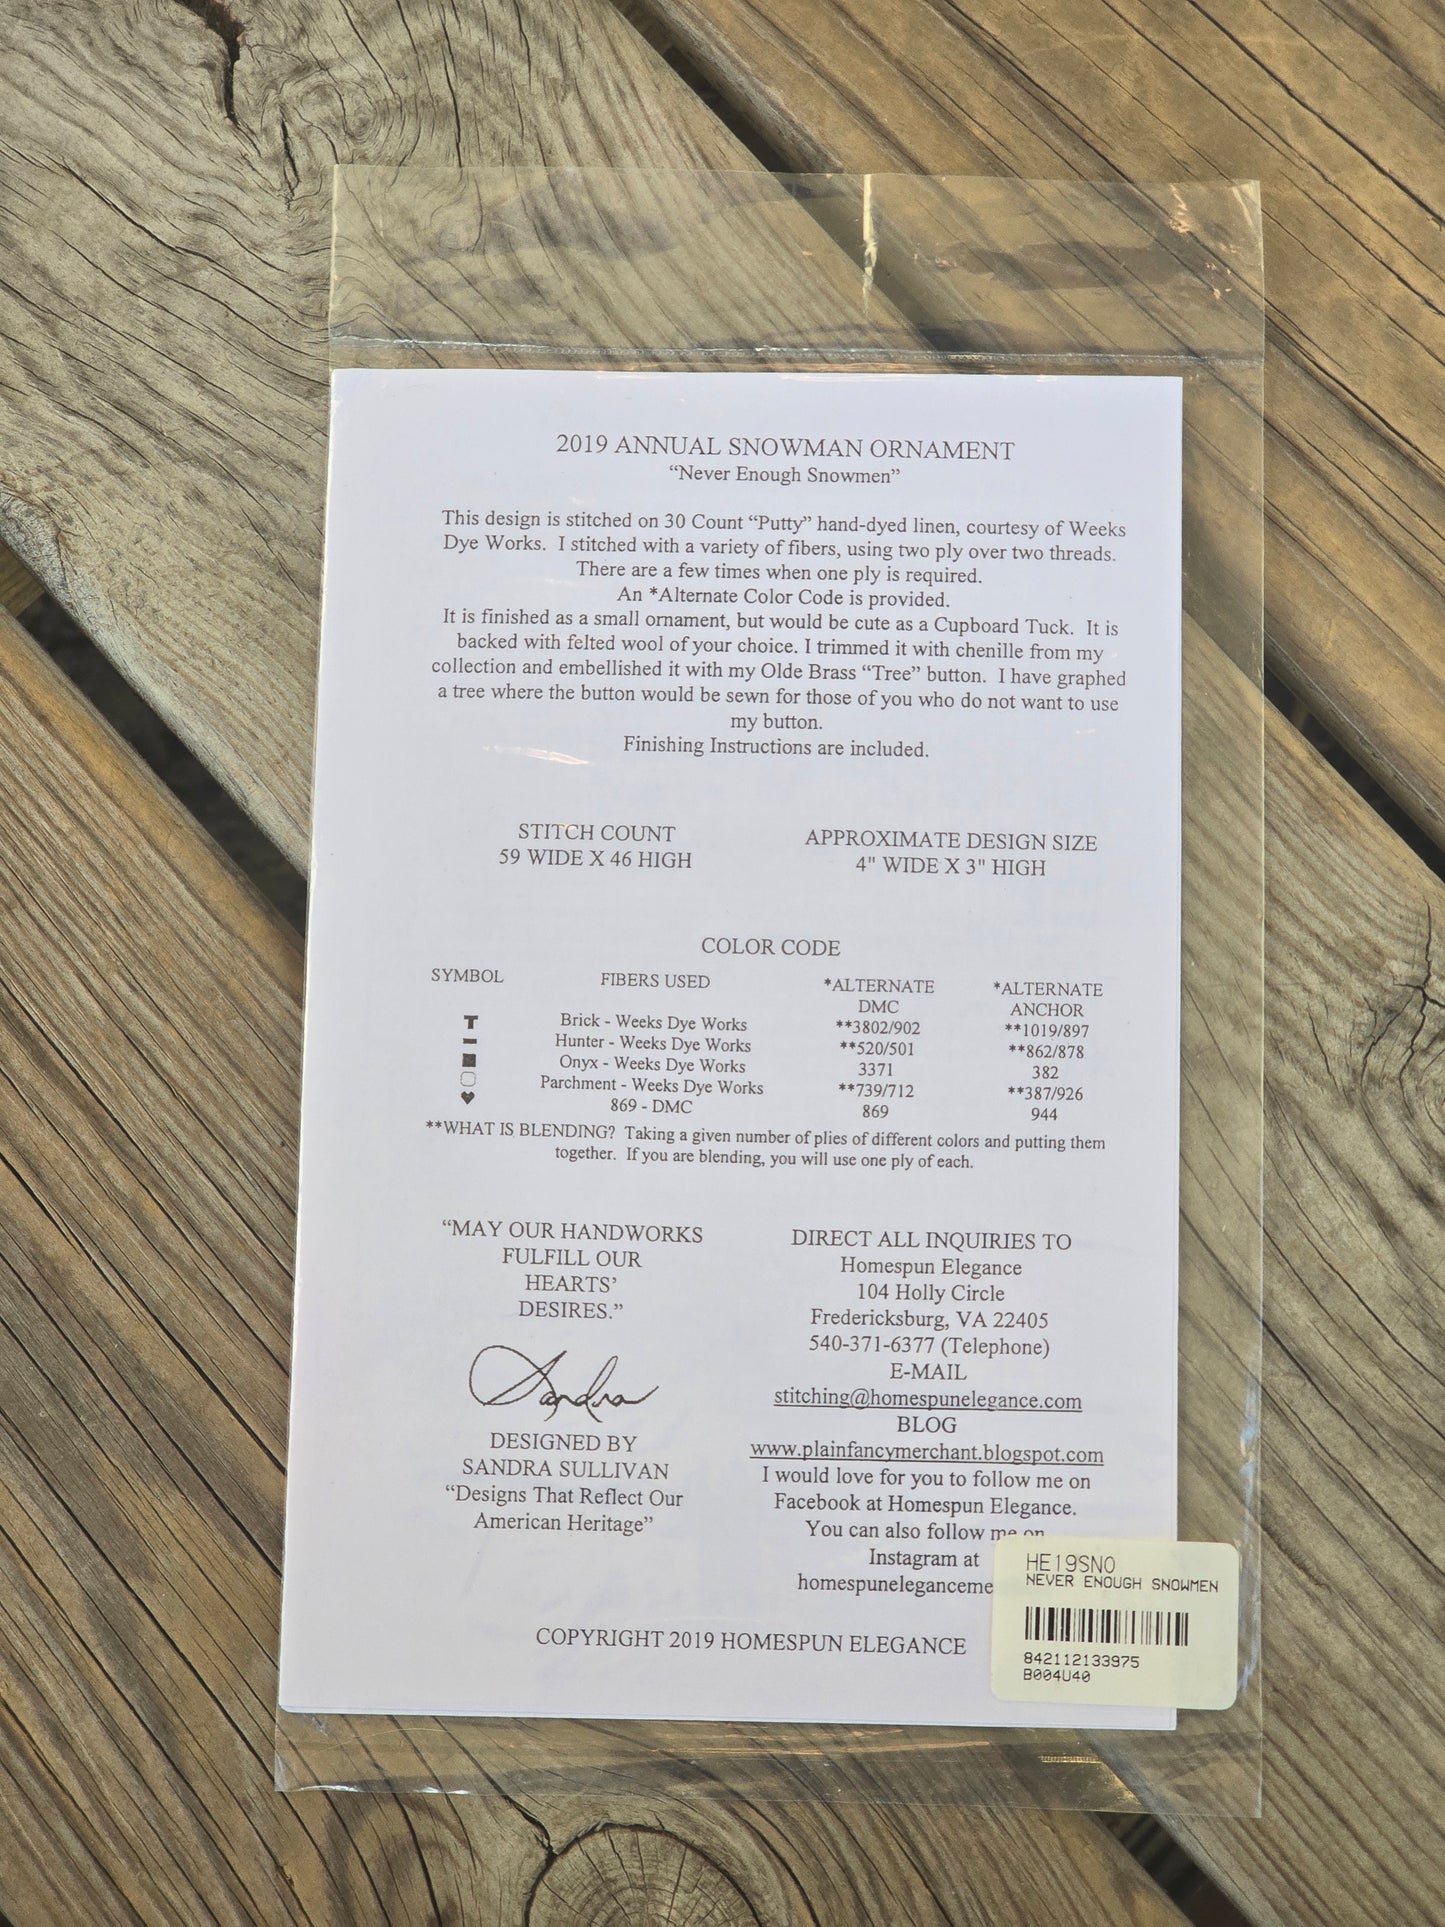 2019 ANNUAL SNOWMAN ORNAMENT
“Never Enough Snowmen”
This design is stitched on 30 Count “Putty” hand-dyed linen, courtesy of Weeks
Dye Works. I stitched with a variety of fibers, using two ply over two threads.
There are a few times when one ply is required.
An *Alternate Color Code is provided.
It is finished as a small ornament, but would be cute as a Cupboard Tuck. It is
backed with felted wool of your choice. I trimmed it with chenille from my
collection and embellished it with my Olde Brass “Tree” button. I have graphed
a tree where the button would be sewn for those of you who do not want to use
my button.
Finishing Instructions are included.
STITCH COUNT
59 WIDE X 46 HIGH
APPROXIMATE DESIGN SIZE
4" WIDE X 3" HIGH
COLOR CODE
SYMBOL FIBERS USED *ALTERNATE DMC *ALTERNATE ANCHOR
Brick - Weeks Dye Works **3802/902 **1019/897
Hunter - Weeks Dye Works **520/501 **862/878
Onyx - Weeks Dye Works 3371 382
Parchment - Weeks Dye Works **739/712 **387/926
869 - DMC 869 944
**WHAT IS BLENDING? Taking a given number of plies of different colors and putting them
together. If you are blending, you will use one ply of each.
“MAY OUR HANDWORKS
FULFILL OUR
HEARTS’
DESIRES.”
Sandra
DESIGNED BY
SANDRA SULLIVAN
“Designs That Reflect Our
American Heritage”
DIRECT ALL INQUIRIES TO
Homespun Elegance
104 Holly Circle
Fredericksburg, VA 22405
540-371-6377 (Telephone)
E-MAIL
stitching@homespunelegance.com
BLOG
www.plainfancymerchant.blogspot.com
I would love for you to follow me on
Facebook at Homespun Elegance.
You can also follow me on
Instagram at
homespuneleganceme
COPYRIGHT 2019 HOMESPUN ELEGANCE
HE19SNO
NEVER ENOUGH SNOWMEN
842112133975
B004U40